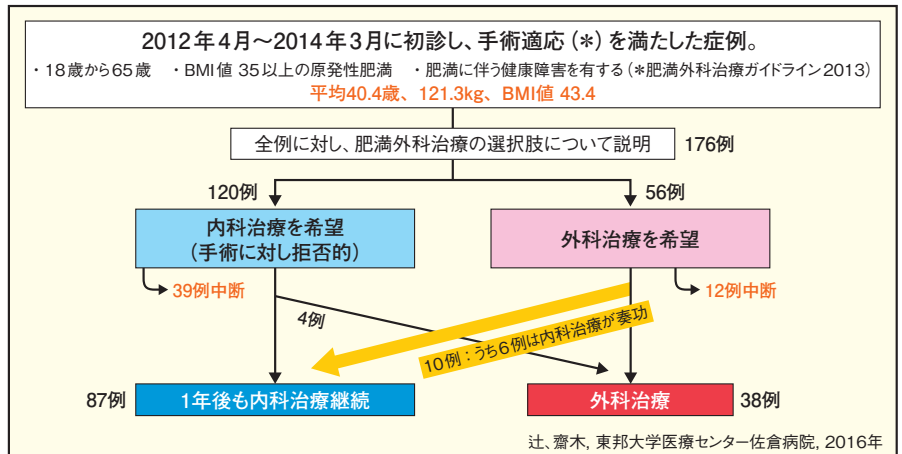 2012年4月～2014年3月に初診し、手術適応（＊）を満たした症例。
・18歳から65歳　・BMI値 35以上の原発性肥満　・肥満に伴う健康障害を有する（＊肥満外科治療ガイドライン2013）
平均40.4歳、121.3kg、BMI値 43.4
全例に対し、肥満外科治療の選択肢について説明
176例
120例
56例
内科治療を希望
（手術に対し拒否的）
外科治療を希望
39例中断
12例中断
4例
10例：うち6例は内科治療が奏功
87例
1年後も内科治療継続
外科治療
38例
辻、齋木, 東邦大学医療センター佐倉病院, 2016年